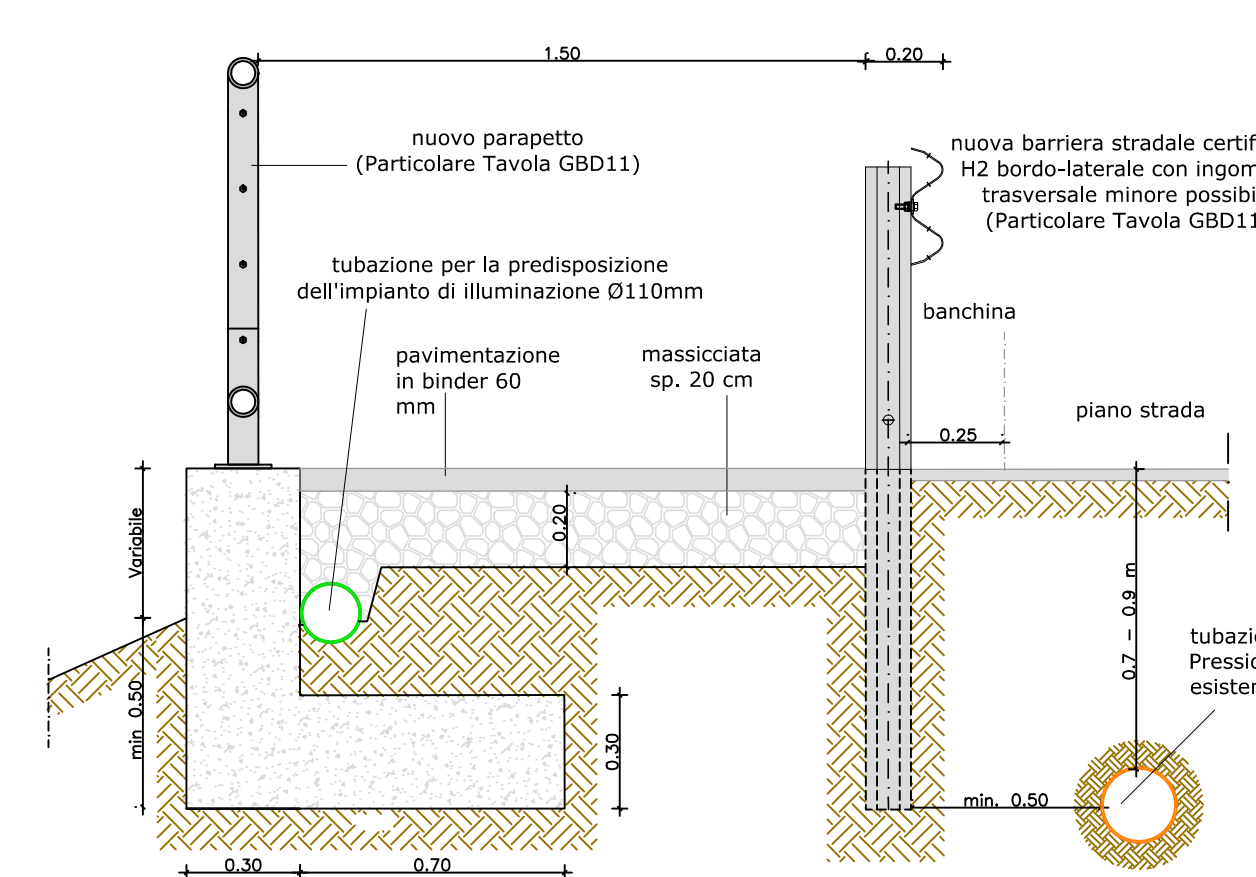 1.50
0.20
nuovo parapetto
(Particolare Tavola GBD11)
nuova barriera stradale certif
H2 bordo-laterale con ingom
trasversale minore possibi
(Particolare Tavola GBD11
tubazione per la predisposizione
dell'impianto di illuminazione Ø110mm
banchina
pavimentazione
in binder 60
mm
massicciata
sp. 20 cm
piano strada
0.25
Variabile
0.20
0.7 - 0.9 m
tubazio
Pressio
esisten
min 0.50
0.30
min. 0.50
0.30
0.70